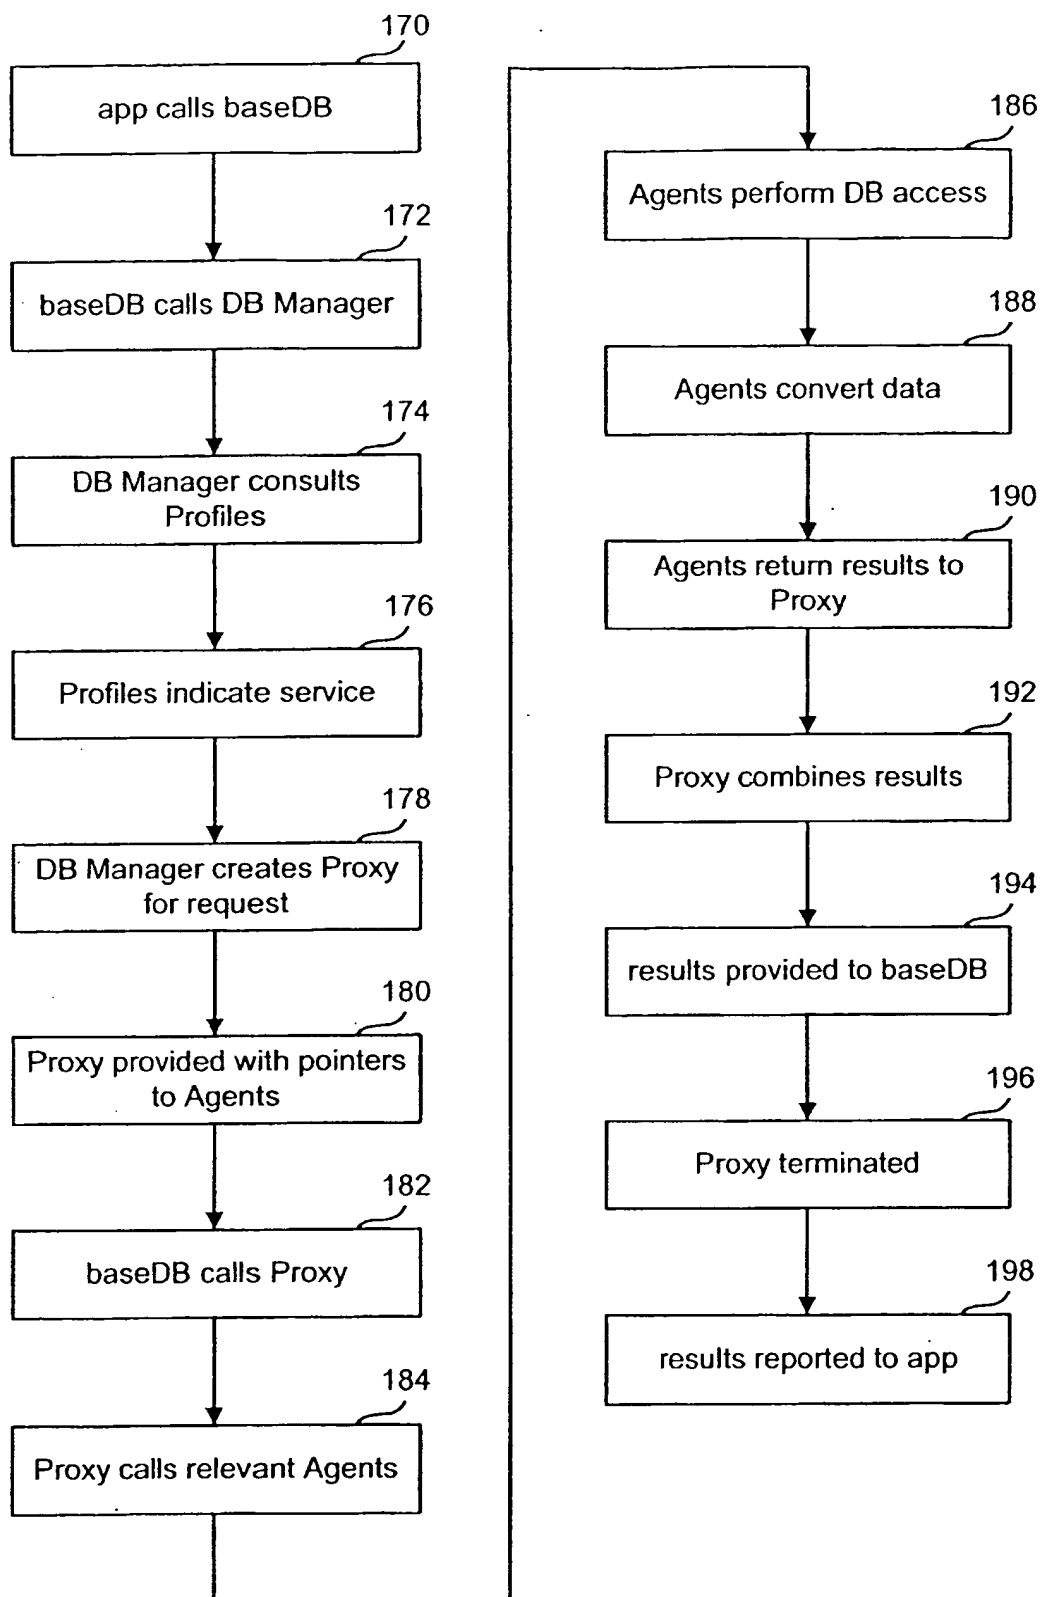 170
app calls baseDB
172
baseDB calls DB Manager
174
DB Manager consults
Profiles
176
Profiles indicate service
178
DB Manager creates Proxy
for request
180
Proxy provided with pointers
to Agents
182
baseDB calls Proxy
184
Proxy calls relevant Agents
186
Agents perform DB access
188
Agents convert data
190
Agents return results to
Proxy
192
Proxy combines results
194
results provided to baseDB
196
Proxy terminated
198
results reported to app